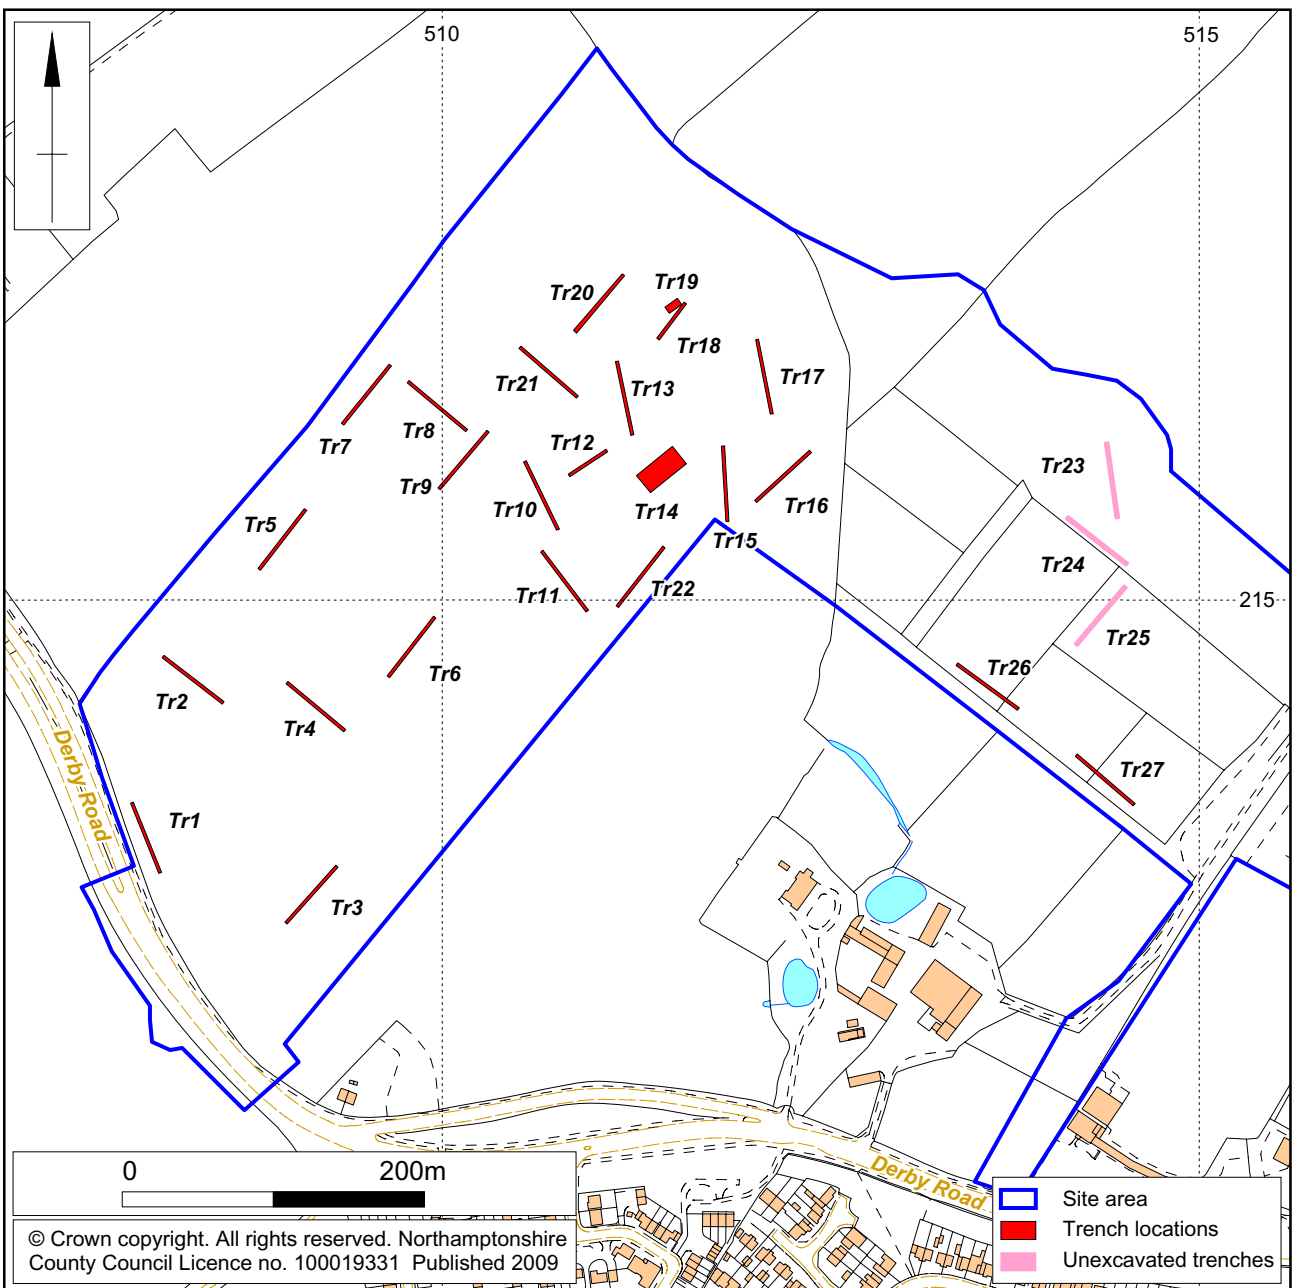 510
515
Tr19
Tr20
Tr18
Tr21
Tr13
Tr17
Tr7
Tr8
Tr12
Tr23
Tr9
Tr10
Tr14
Tr16
Tr5
Tr15
Tr24
Tr11
Tr22
215
Tr25
Tr6
Tr26
Tr2
Tr4
Derby Road
Tr27
Tr1
Tr3
Derby Road
0 200m
Site area
Trench locations
Unexcavated trenches
© Crown copyright. All rights reserved. Northamptonshire
County Council Licence no. 100019331 Published 2009